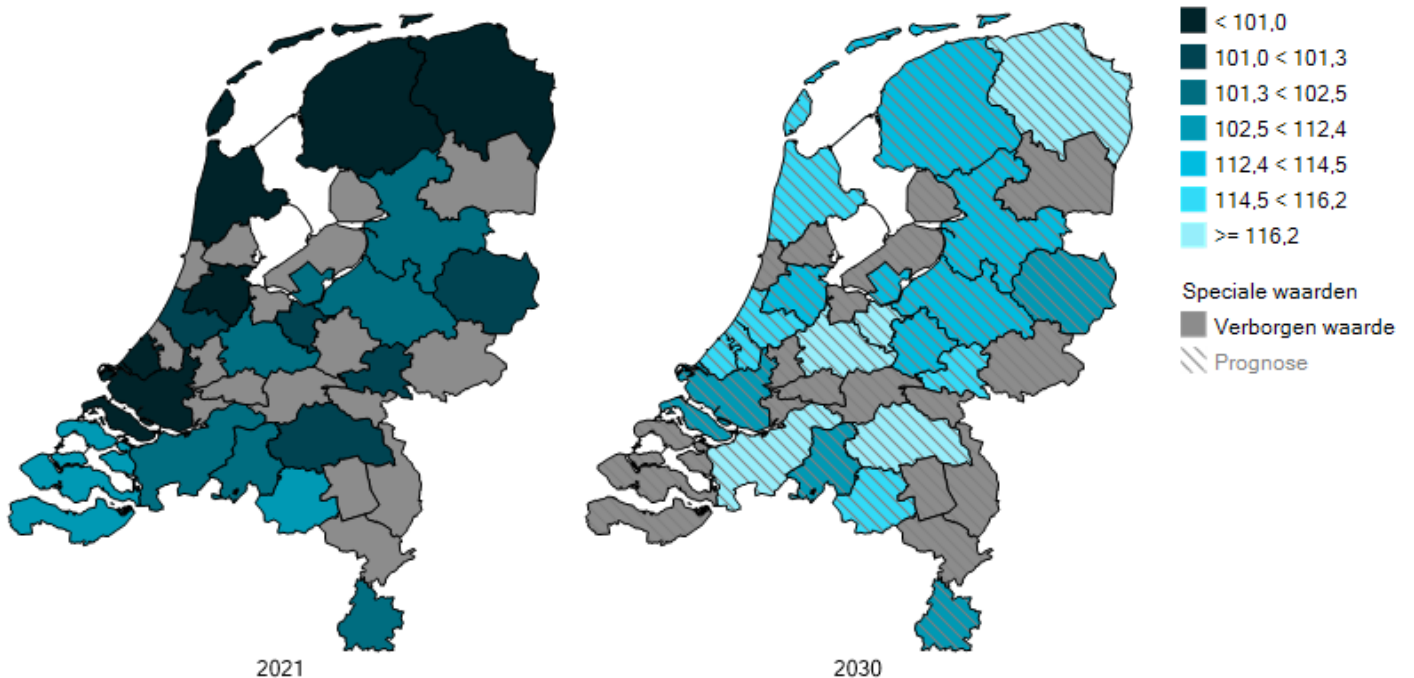 < 101,0
101,0 < 101,3
101,3 < 102,5
102,5 < 112,4
112,4 < 114,5
114,5 < 116,2
>= 116,2
Speciale waarden
Verborgen waarde
Prognose
2021
2030